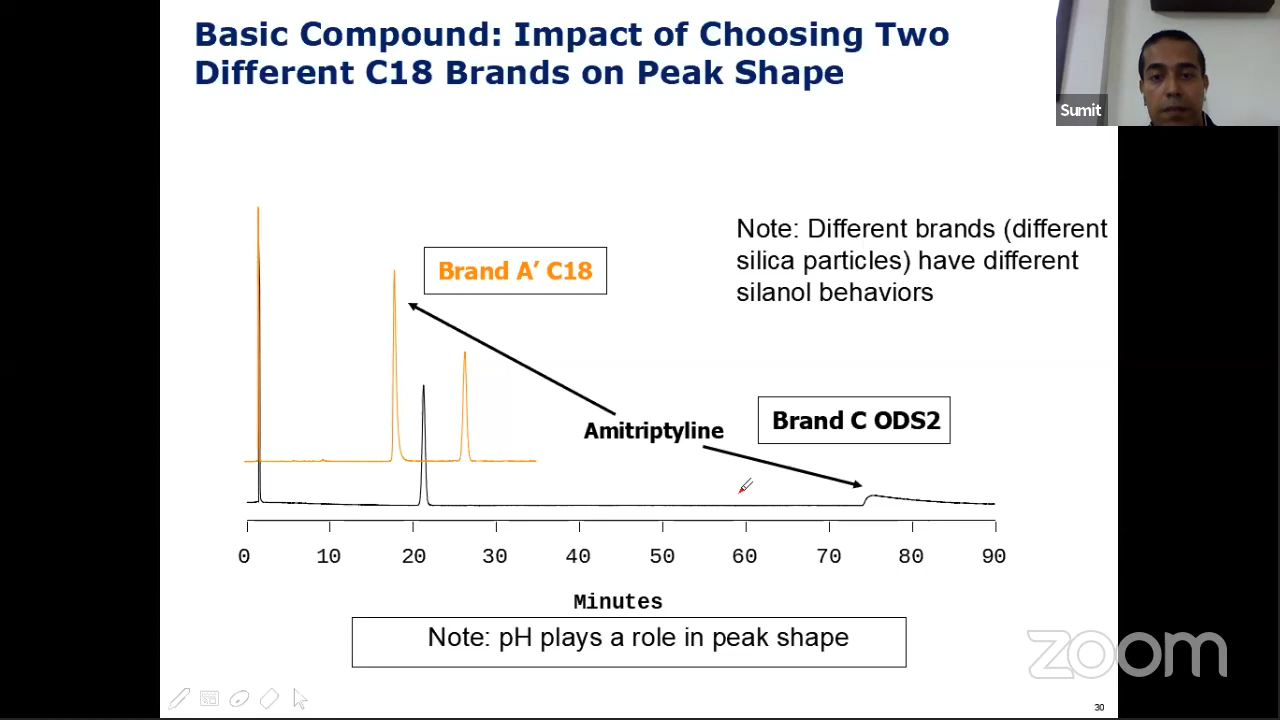 Basic Compound: Impact of Choosing Two
Different C18 Brands on Peak Shape
Sumit
Note: Different brands (different
silica particles) have different
silanol behaviors
Brand A’ C18
Brand C ODS2
Amitriptyline
0 10 20 30 40 50 60 70 80 90
Minutes
Note: pH plays a role in peak shape
zoom
30